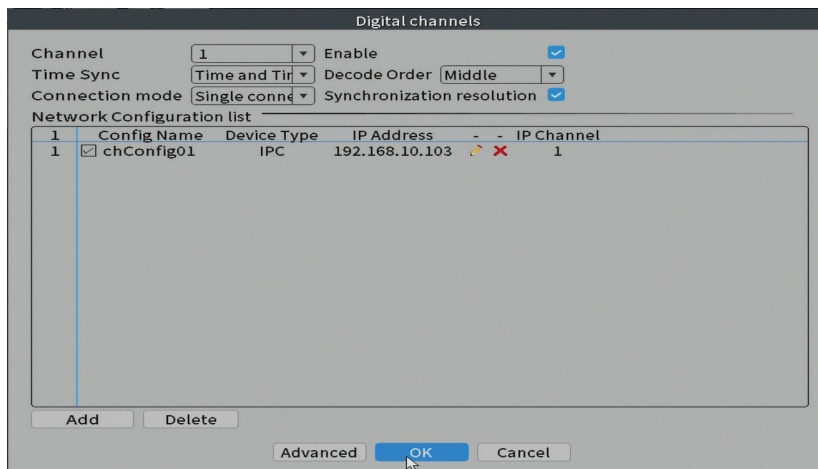 Digital channels
Channel 1 Enable
Time Sync Time and Tir Decode Order Middle
Connection mode Single conne Synchronization resolution
Network Configuration list
1 Config Name Device Type IP Address - - IP Channel
1 chConfig01 IPC 192.168.10.103 1
Add Delete
Advanced OK Cancel